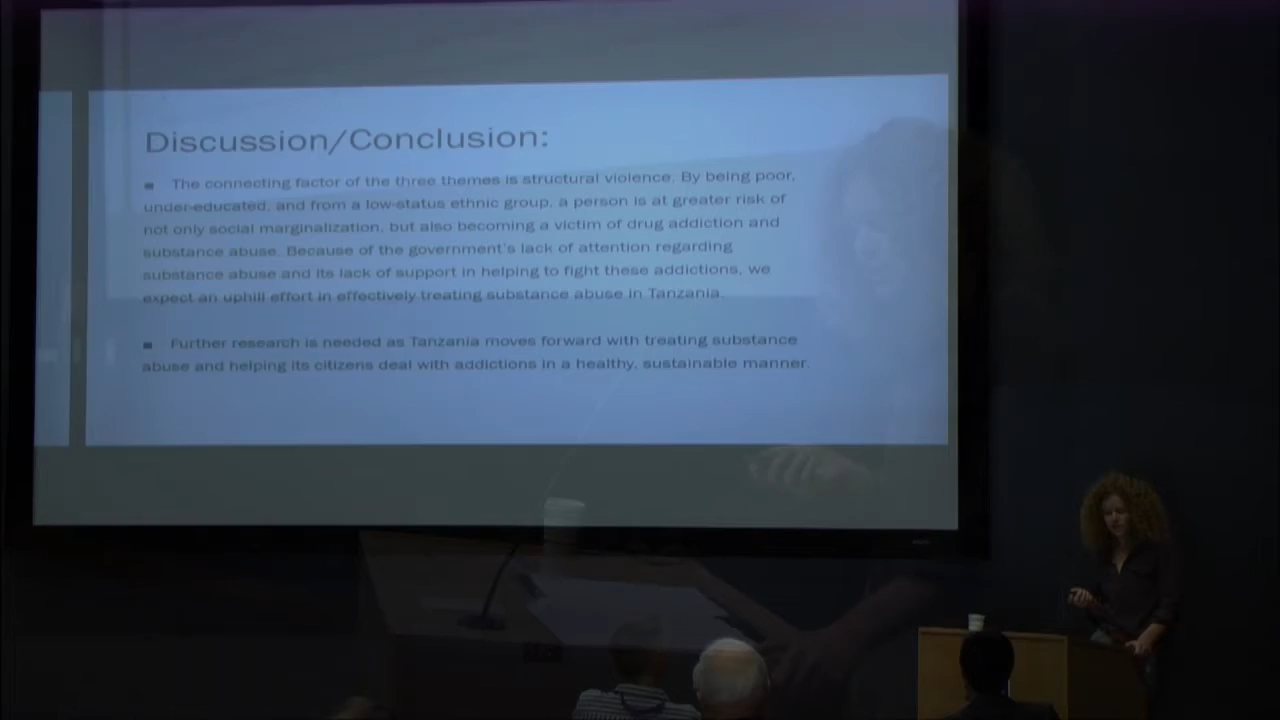 Discussion/Conclusion:
▪ The connecting factor of the three themes is structural violence. By being poor,
under-educated, and from a low-status ethnic group, a person is at greater risk of
not only social marginalization, but also becoming a victim of drug addiction and
substance abuse. Because of the government's lack of attention regarding
substance abuse and its lack of support in helping to fight these addictions, we
expect an uphill effort in effectively treating substance abuse in Tanzania.
▪ Further research is needed as Tanzania moves forward with treating substance
abuse and helping its citizens deal with addictions in a healthy, sustainable manner.